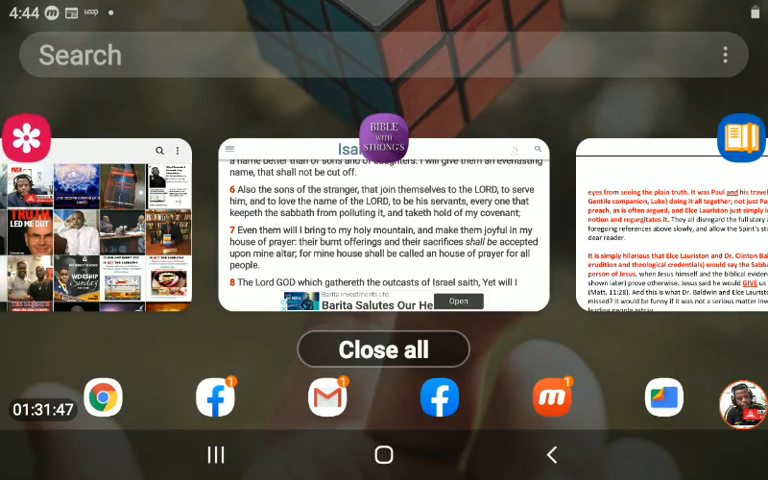 4:44
LOOP
Search
BIBLE
WITH
STRONG'S
Isa
a name better than of sons and of daughters. I will give them an everlasting
name, that shall not be cut off.
6 Also the sons of the stranger, that join themselves to the LORD, to serve
him, and to love the name of the LORD, to be his servants, every one that
keepeth the sabbath from polluting it, and taketh hold of my covenant;
7 Even them will I bring to my holy mountain, and make them joyful in my
house of prayer: their burnt offerings and their sacrifices shall be accepted
upon mine altar; for mine house shall be called an house of prayer for all
people.
8 The Lord GOD which gathereth the outcasts of Israel saith, Yet will I
Barita Investments Ltd.
Barita Salutes Our He
Open
TRUTH
LED ME OUT
WORSHIP
Sunday
eyes from seeing the plain truth. It was Paul and his travel
Gentile companion, Luke) doing it all together; not just Pa
preach, as is often argued, and Elce Lauriston just simply i
notion and regurgitates it. They all disregard the full story a
foregoing references above slowly, and allow the Spirit's st
dear reader.
It is simply hilarious that Elce Lauriston and Dr. Clinton Bal
erudition and theological credentials) would say the Sabba
person of Jesus, when Jesus himself and the biblical eviden
shown later) prove otherwise. Jesus said he would GIVE us
(Matt. 11:28). And this is what Dr. Baldwin and Elce Laurist
missed? It would be funny if it was not a serious matter inv
leading people astray.
Close all
1
1
1
01:31:47